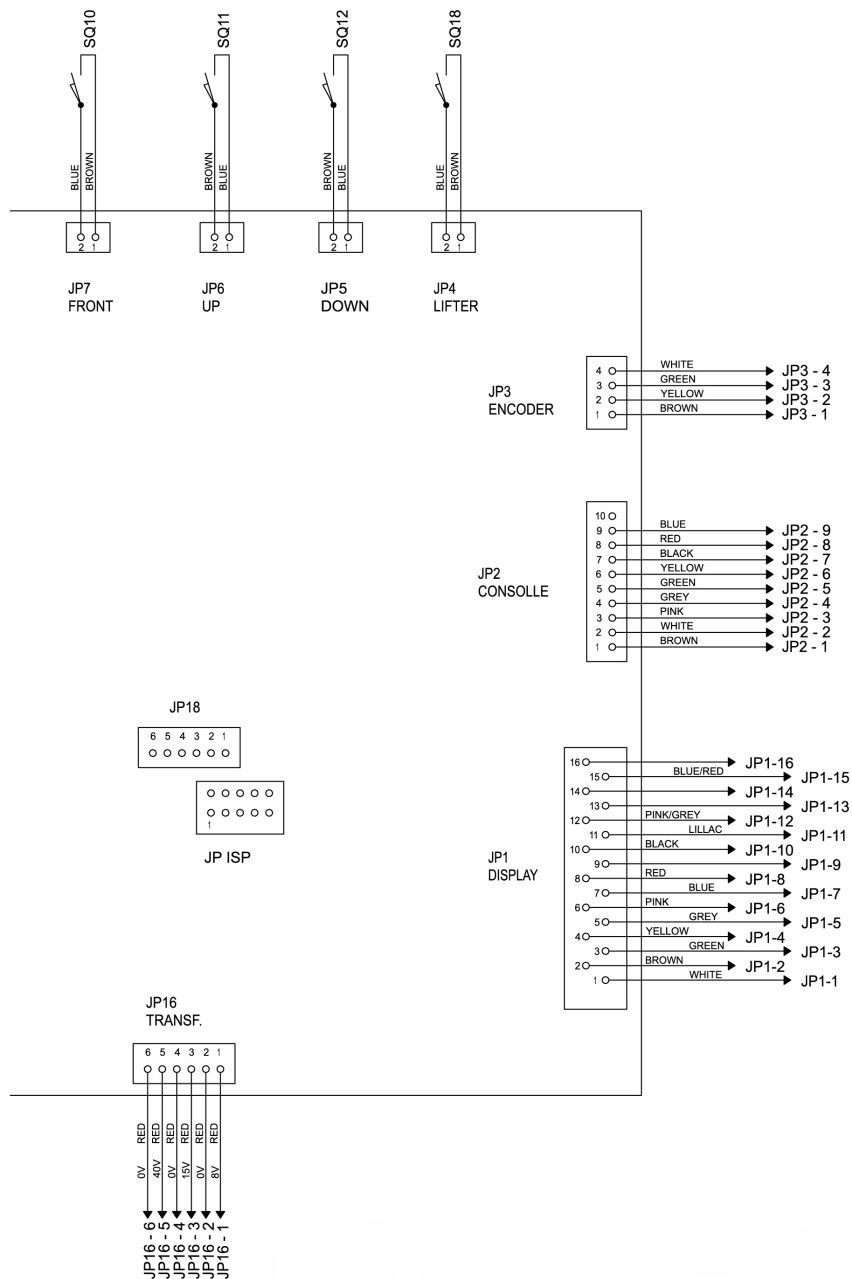 SQ10
SQ11
SQ12
SQ18
BLUE
BROWN
BROWN
BLUE
BROWN
BLUE
BLUE
BROWN
2 1
2 1
2 1
2 1
JP7
FRONT
JP6
UP
JP5
DOWN
JP4
LIFTER
JP3
ENCODER
4 WHITE JP3 - 4
3 GREEN JP3 - 3
2 YELLOW JP3 - 2
1 BROWN JP3 - 1
JP2
CONSOLLE
10
9 BLUE JP2 - 9
8 RED JP2 - 8
7 BLACK JP2 - 7
6 YELLOW JP2 - 6
5 GREEN JP2 - 5
4 GREY JP2 - 4
3 PINK JP2 - 3
2 WHITE JP2 - 2
1 BROWN JP2 - 1
JP18
6 5 4 3 2 1
1
JP ISP
JP1
DISPLAY
16 JP1-16
15 BLUE/RED JP1-15
14 JP1-14
13 JP1-13
12 PINK/GREY JP1-12
11 LILLAC JP1-11
10 BLACK JP1-10
9 JP1-9
8 RED JP1-8
7 BLUE JP1-7
6 PINK JP1-6
5 GREY JP1-5
4 YELLOW JP1-4
3 GREEN JP1-3
2 BROWN JP1-2
1 WHITE JP1-1
JP16
TRANSF.
6 5 4 3 2 1
0V RED
40V RED
0V RED
15V RED
0V RED
8V RED
JP16 - 6
JP16 - 5
JP16 - 4
JP16 - 3
JP16 - 2
JP16 - 1